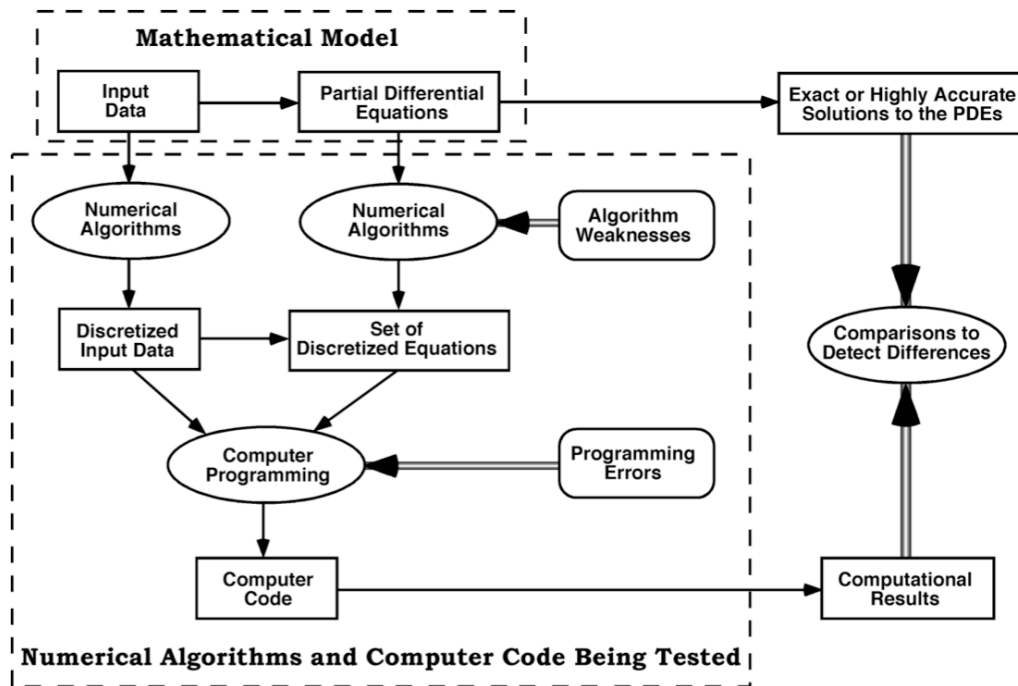 Mathematical Model
Input
Data
Partial Differential
Equations
Exact or Highly Accurate
Solutions to the PDEs
Numerical
Algorithms
Numerical
Algorithms
Algorithm
Weaknesses
Discretized
Input Data
Set of
Discretized Equations
Comparisons to
Detect Differences
Computer
Programming
Programming
Errors
Computer
Code
Computational
Results
Numerical Algorithms and Computer Code Being Tested